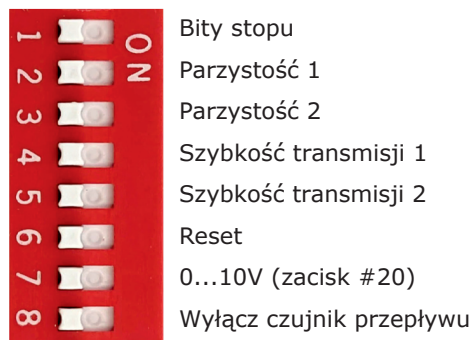 1 Bity stopu
2 Parzystość 1
3 Parzystość 2
4 Szybkość transmisji 1
5 Szybkość transmisji 2
6 Reset
7 0...10V (zacisk #20)
8 Wyłącz czujnik przepływu
ON